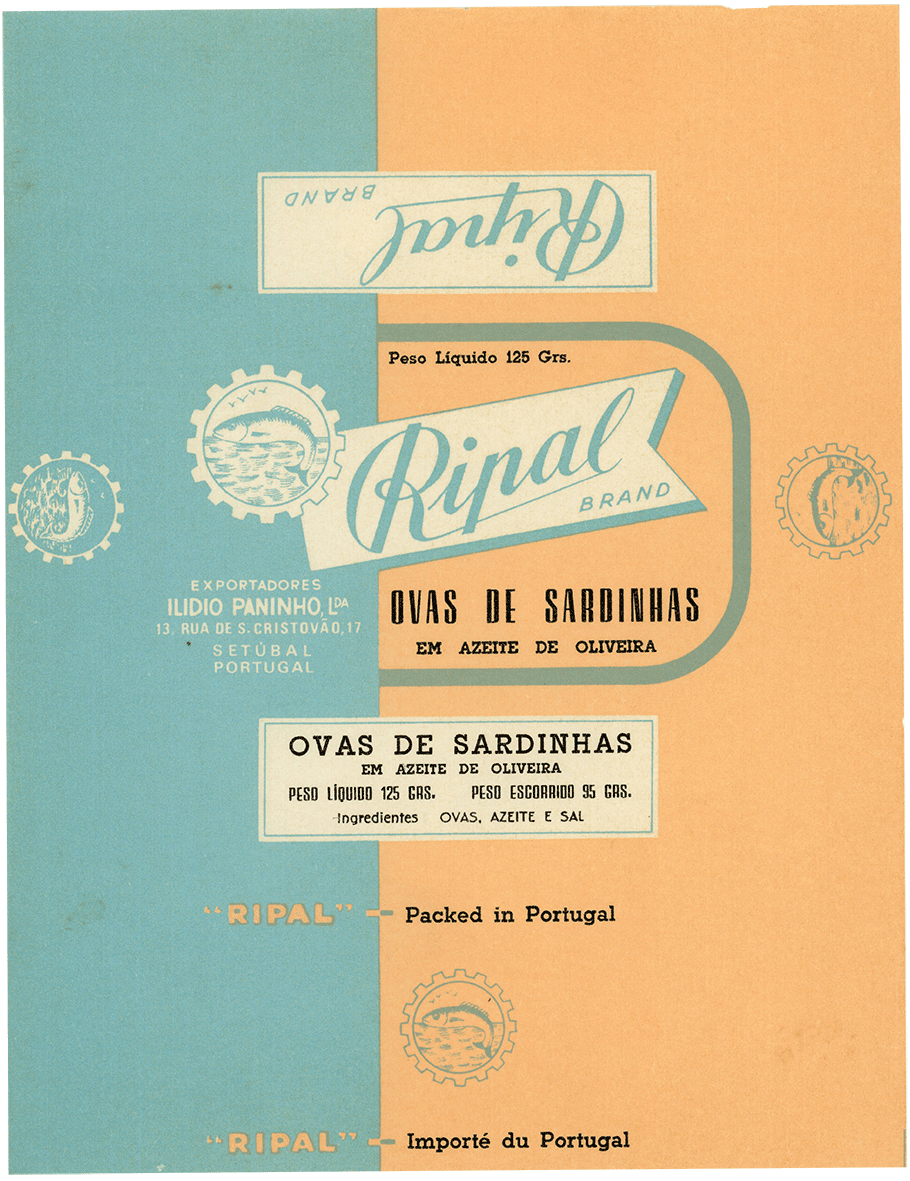 Ripal
BRAND
Peso Líquido 125 Grs.
Ripal
BRAND
EXPORTADORES
ILIDIO PANINHO, LDA
13, RUA DE S. CRISTOVÃO, 17
SETÚBAL
PORTUGAL
OVAS DE SARDINHAS
EM AZEITE DE OLIVEIRA
OVAS DE SARDINHAS
EM AZEITE DE OLIVEIRA
PESO LÍQUIDO 125 GRS. PESO ESCORRIDO 95 GRS.
Ingredientes OVAS, AZEITE E SAL
"RIPAL" - Packed in Portugal
"RIPAL" - Importé du Portugal